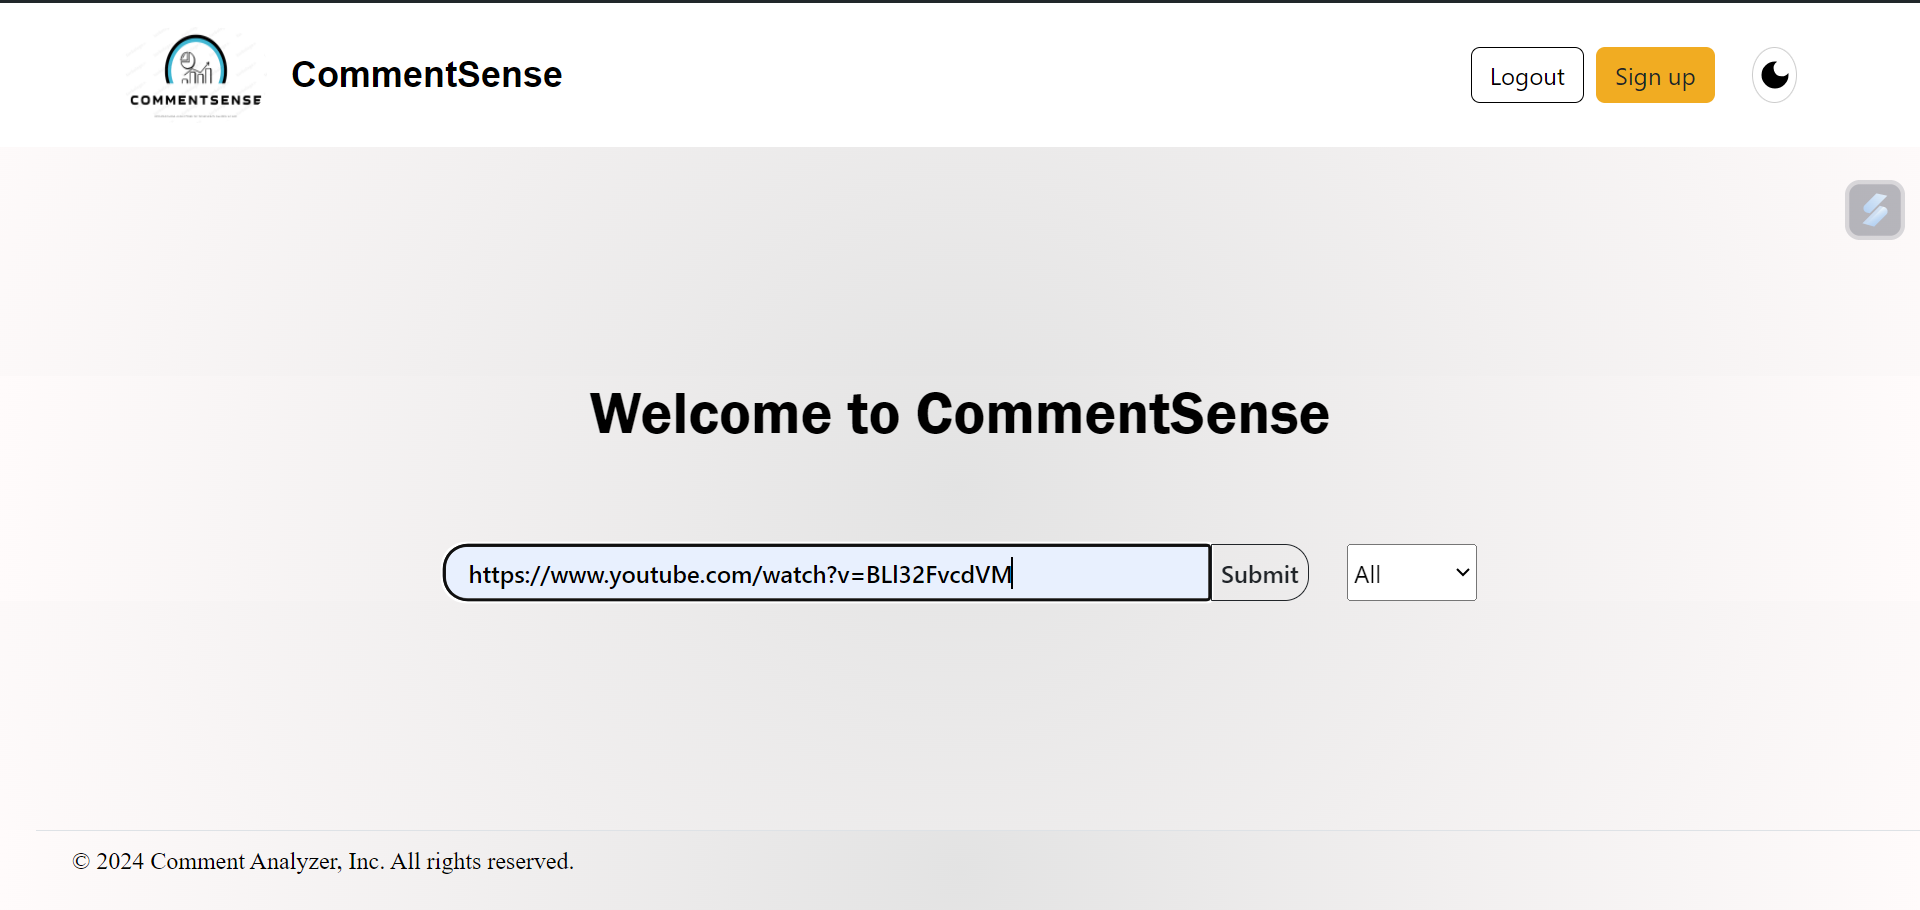 COMMENTSENSE
CommentSense
Logout
Sign up
Welcome to CommentSense
https://www.youtube.com/watch?v=BLl32FvcdVM
Submit
All
© 2024 Comment Analyzer, Inc. All rights reserved.